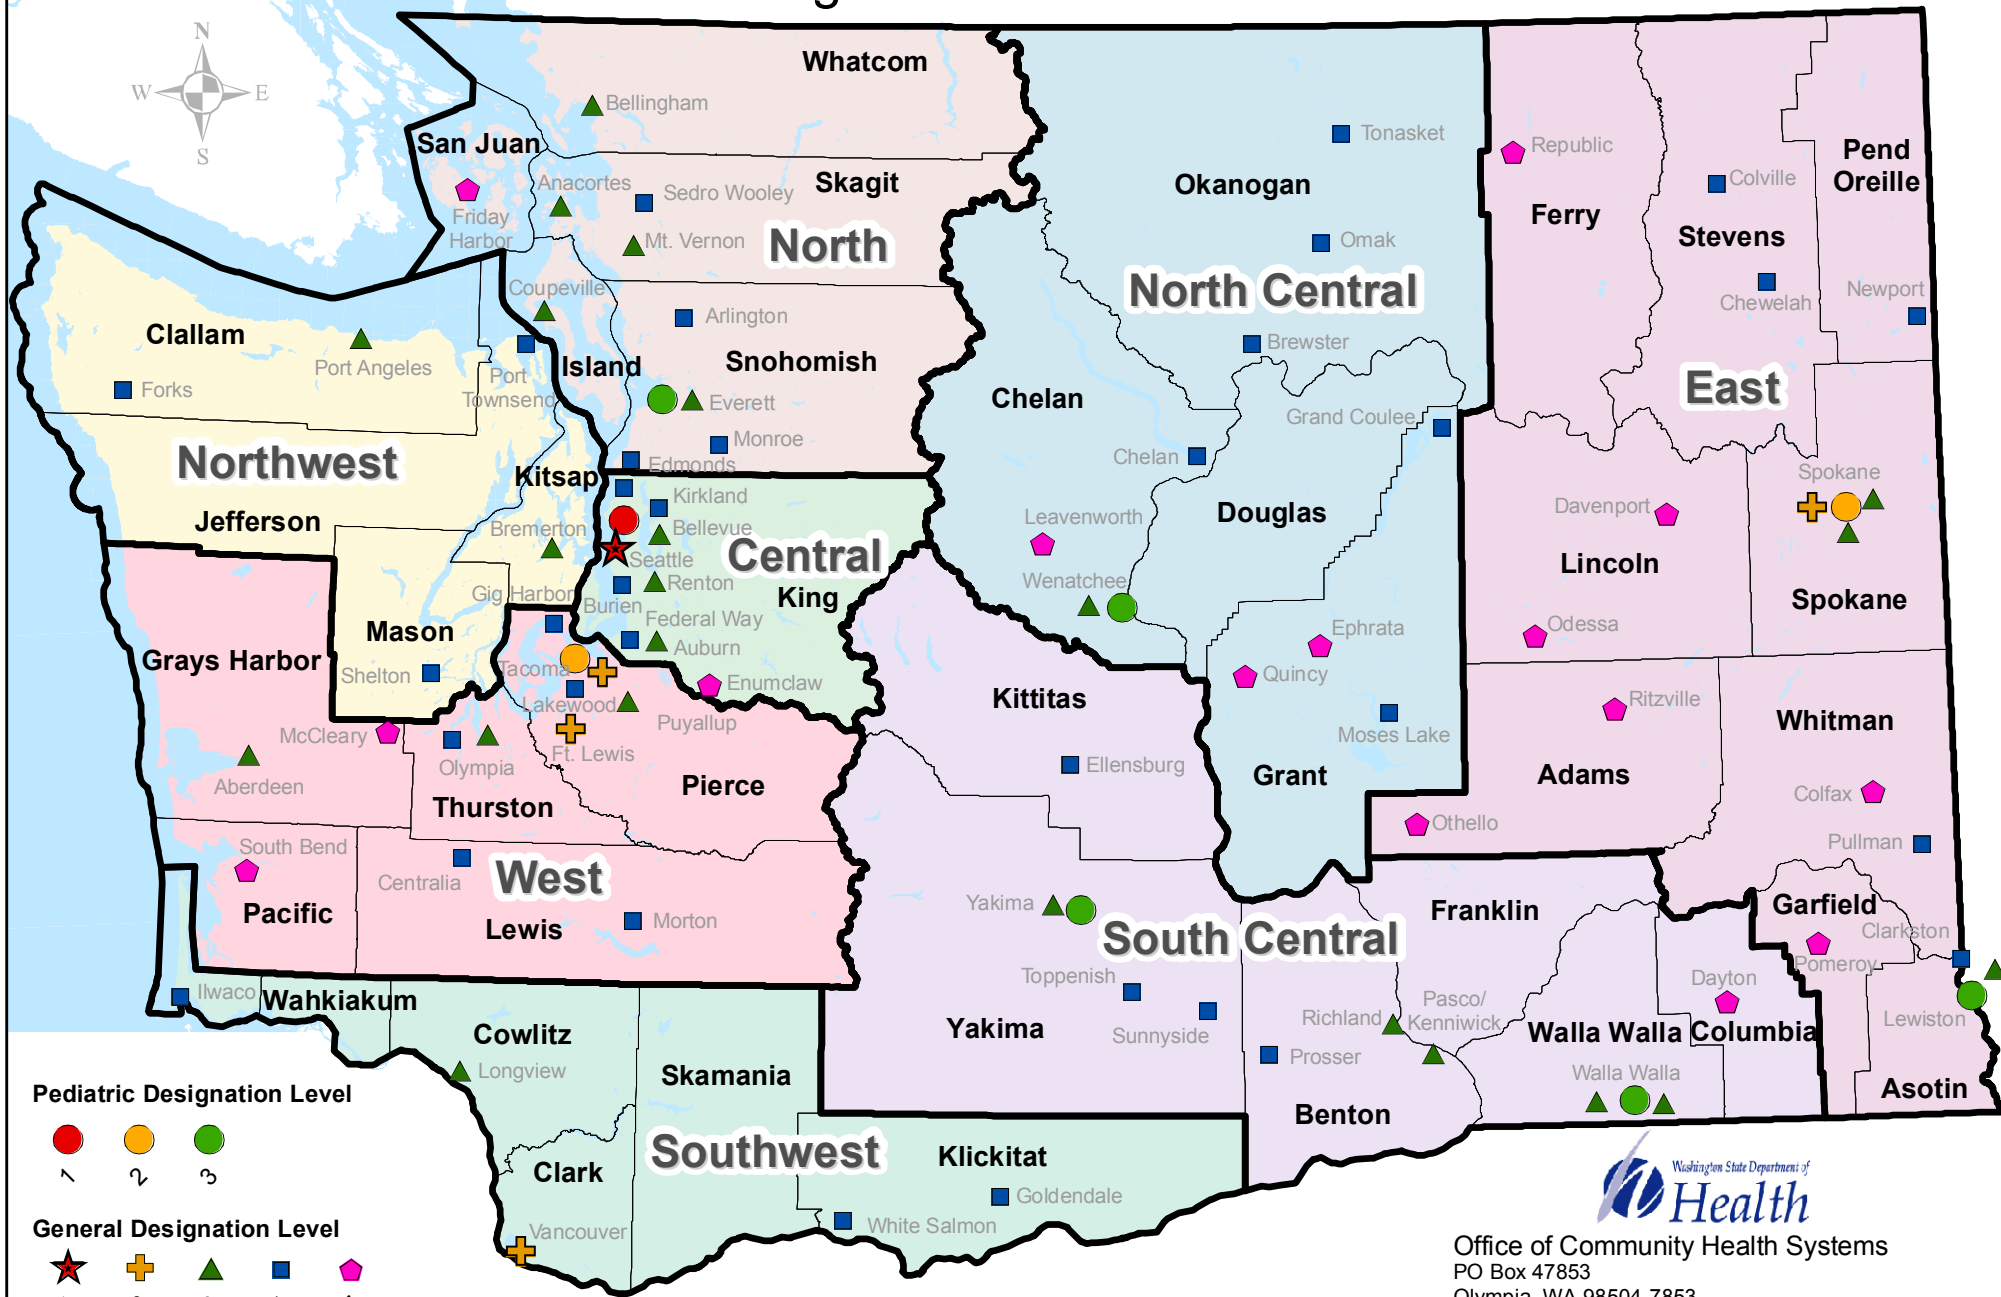 N
W
E
S
Whatcom
Bellingham
San Juan
Friday
Harbor
Anacortes
Sedro Wooley
Skagit
Mt. Vernon
North
Coupeville
Arlington
Island
Snohomish
Everett
Monroe
Edmonds
Clallam
Port Angeles
Forks
Port
Townsend
Northwest
Kitsap
Jefferson
Bremerton
Gig Harbor
Mason
Shelton
Kirkland
Bellevue
Seattle
Central
Renton
King
Burien
Federal Way
Auburn
Enumclaw
Grays Harbor
McCleary
Aberdeen
Tacoma
Lakewood
Puyallup
Ft. Lewis
Olympia
Thurston
Pierce
South Bend
Pacific
Centralia
West
Lewis
Morton
Tonasket
Okanogan
Omak
North Central
Brewster
Chelan
Grand Coulee
Chelan
Douglas
Leavenworth
Wenatchee
Ephrata
Quincy
Moses Lake
Grant
Kittitas
Ellensburg
Yakima
South Central
Toppenish
Sunnyside
Yakima
Prosser
Benton
Richland
Pasco/
Kenniwick
Franklin
Walla Walla
Walla Walla
Dayton
Columbia
Republic
Ferry
Colville
Stevens
Chewelah
Pend
Oreille
Newport
East
Davenport
Lincoln
Odessa
Spokane
Spokane
Ritzville
Adams
Othello
Whitman
Colfax
Pullman
Garfield
Pomeroy
Clarkston
Lewiston
Asotin
Ilwaco
Wahkiakum
Cowlitz
Longview
Skamania
Clark
Southwest
Klickitat
Goldendale
White Salmon
Vancouver
Pediatric Designation Level
1
2
3
General Designation Level
Washington State Department of
Health
Office of Community Health Systems
PO Box 47853
Olympia, WA 98504-7853